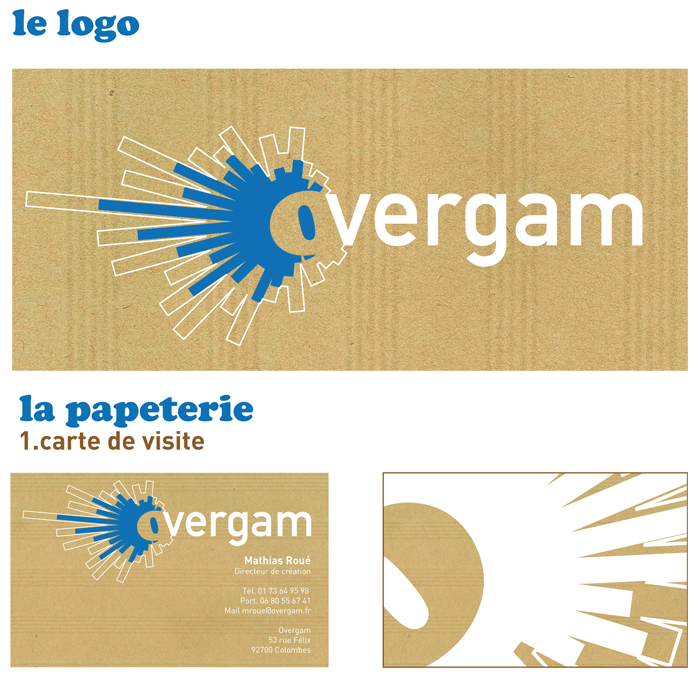 le logo
overgam
la papeterie
1.carte de visite
overgam
Mathias Roué
Directeur de création
Tél. 01 73 64 95 98
Port. 06 80 55 67 41
Mail mroue@overgam.fr
Overgam
53 rue Félix
92700 Colombes